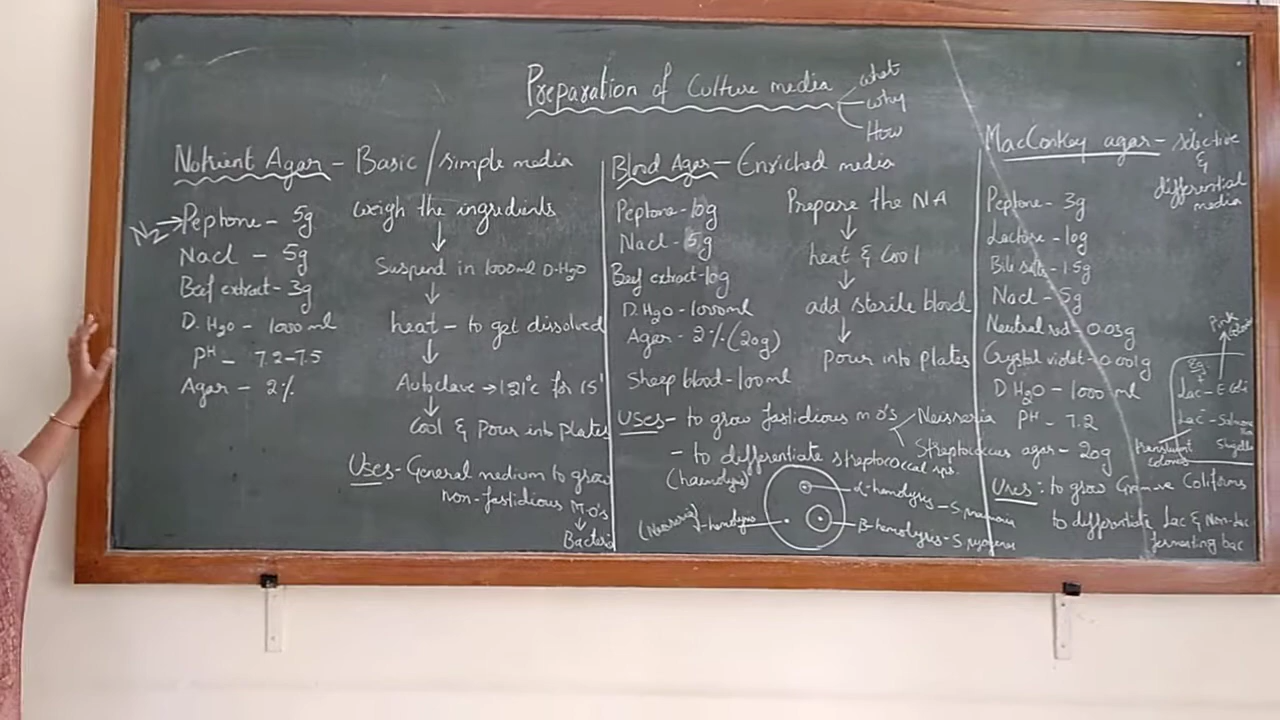 Preparation of Culture media
what
why
How
Nutrient Agar - Basic / simple media
N2 → Peptone - 5g
Nacl - 5g
Beef extract - 3g
D. H2O - 1000 ml
PH - 7.2-7.5
Agar - 2%
weigh the ingredients
↓
Suspend in 1000ml D.H2O
↓
heat - to get dissolved
↓
Autoclave → 121°c for 15'
↓
Cool & Pour into plates
Uses - General medium to grow
non-fastidious M.O's
↓
Bacteria
Blood Agar - Enriched media
Peptone - 10g
Nacl - 5g
Beef extract - 10g
D. H2O - 1000ml
Agar - 2% (20g)
Sheep blood - 100ml
Prepare the NA
↓
heat & Cool
↓
add sterile blood
↓
Pour into plates
Uses - to grow fastidious m O's
Neisseria
Streptococcus
- to differentiate streptococcal sps.
(haemolysis)
α-hemolysis - S.
β-hemolysis - S. pyogenes
(Neisseria) γ-hemolysis
MacConkey agar - selective
&
differential
media
Peptone - 3g
Lactose - 10g
Bile salts - 1.5g
Nacl - 5g
Neutral red - 0.03g
Crystal violet - 0.001g
D H2O - 1000 ml
PH - 7.2
agar - 20g
Pink
Lac - E Coli
Lac -
Shigella
translucent
colonies
Uses : to grow Gram -ve Coliforms
to differentiate Lac & Non-Lac
fermenting bac